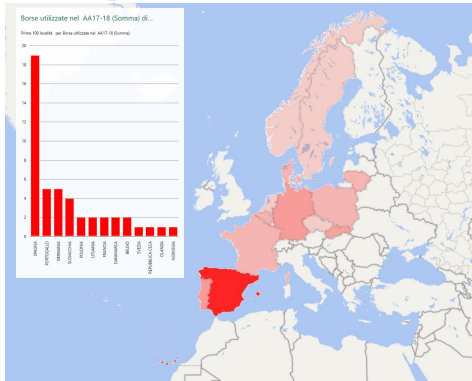 Borse utilizzate nel AA17-18 (Somma) di...
Prime 100 località per Borse utilizzate nel AA17-18 (Somma)
20
18
16
14
12
10
8
6
4
2
0
SPAGNA
PORTOGALLO
GERMANIA
SLOVACCHIA
POLONIA
LITUANIA
FRANCIA
DANIMARCA
BELGIO
SVEZIA
REPUBBLICA CECA
OLANDA
NORVEGIA